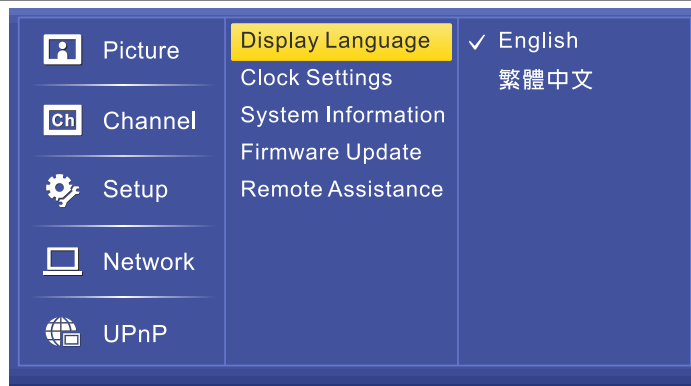 Picture
Ch Channel
Setup
Network
UPnP
Display Language
Clock Settings
System Information
Firmware Update
Remote Assistance
English
繁體中文